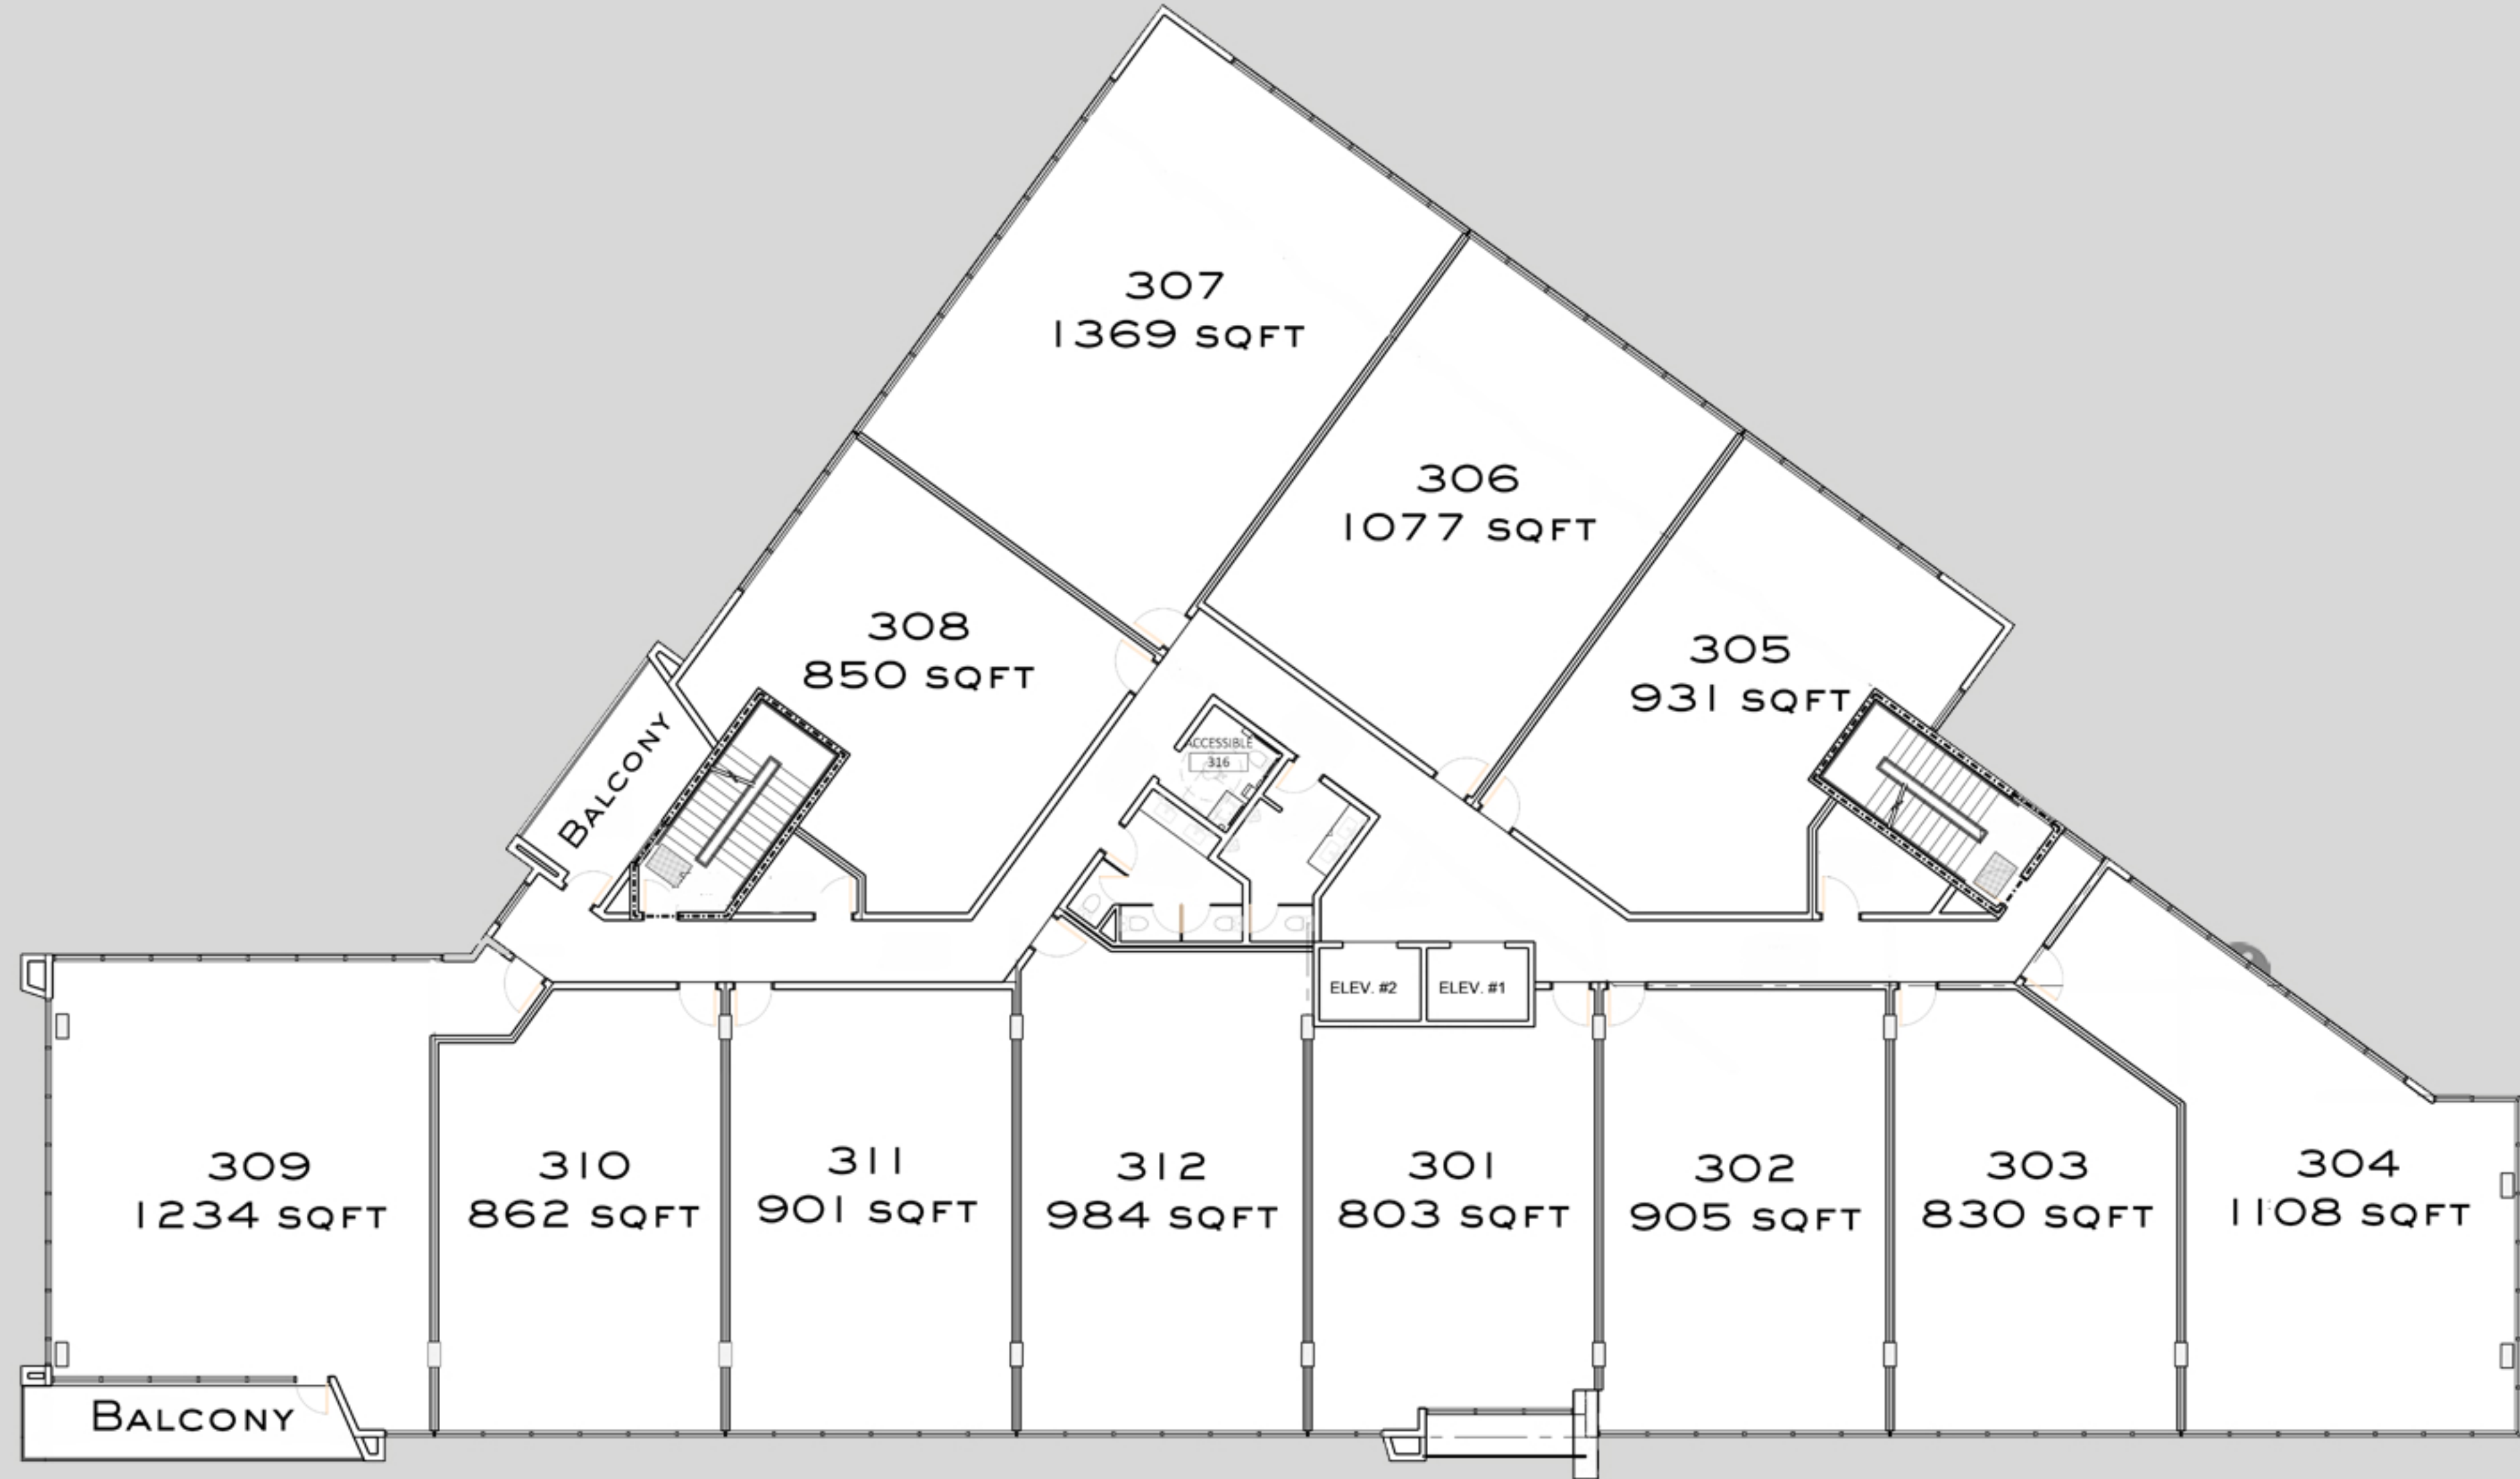 307
1369 SQFT
306
1077 SQFT
308
850 SQFT
305
931 SQFT
BALCONY
ACCESSIBLE
316
ELEV. #2
ELEV. #1
309
1234 SQFT
310
862 SQFT
311
901 SQFT
312
984 SQFT
301
803 SQFT
302
905 SQFT
303
830 SQFT
304
1108 SQFT
BALCONY